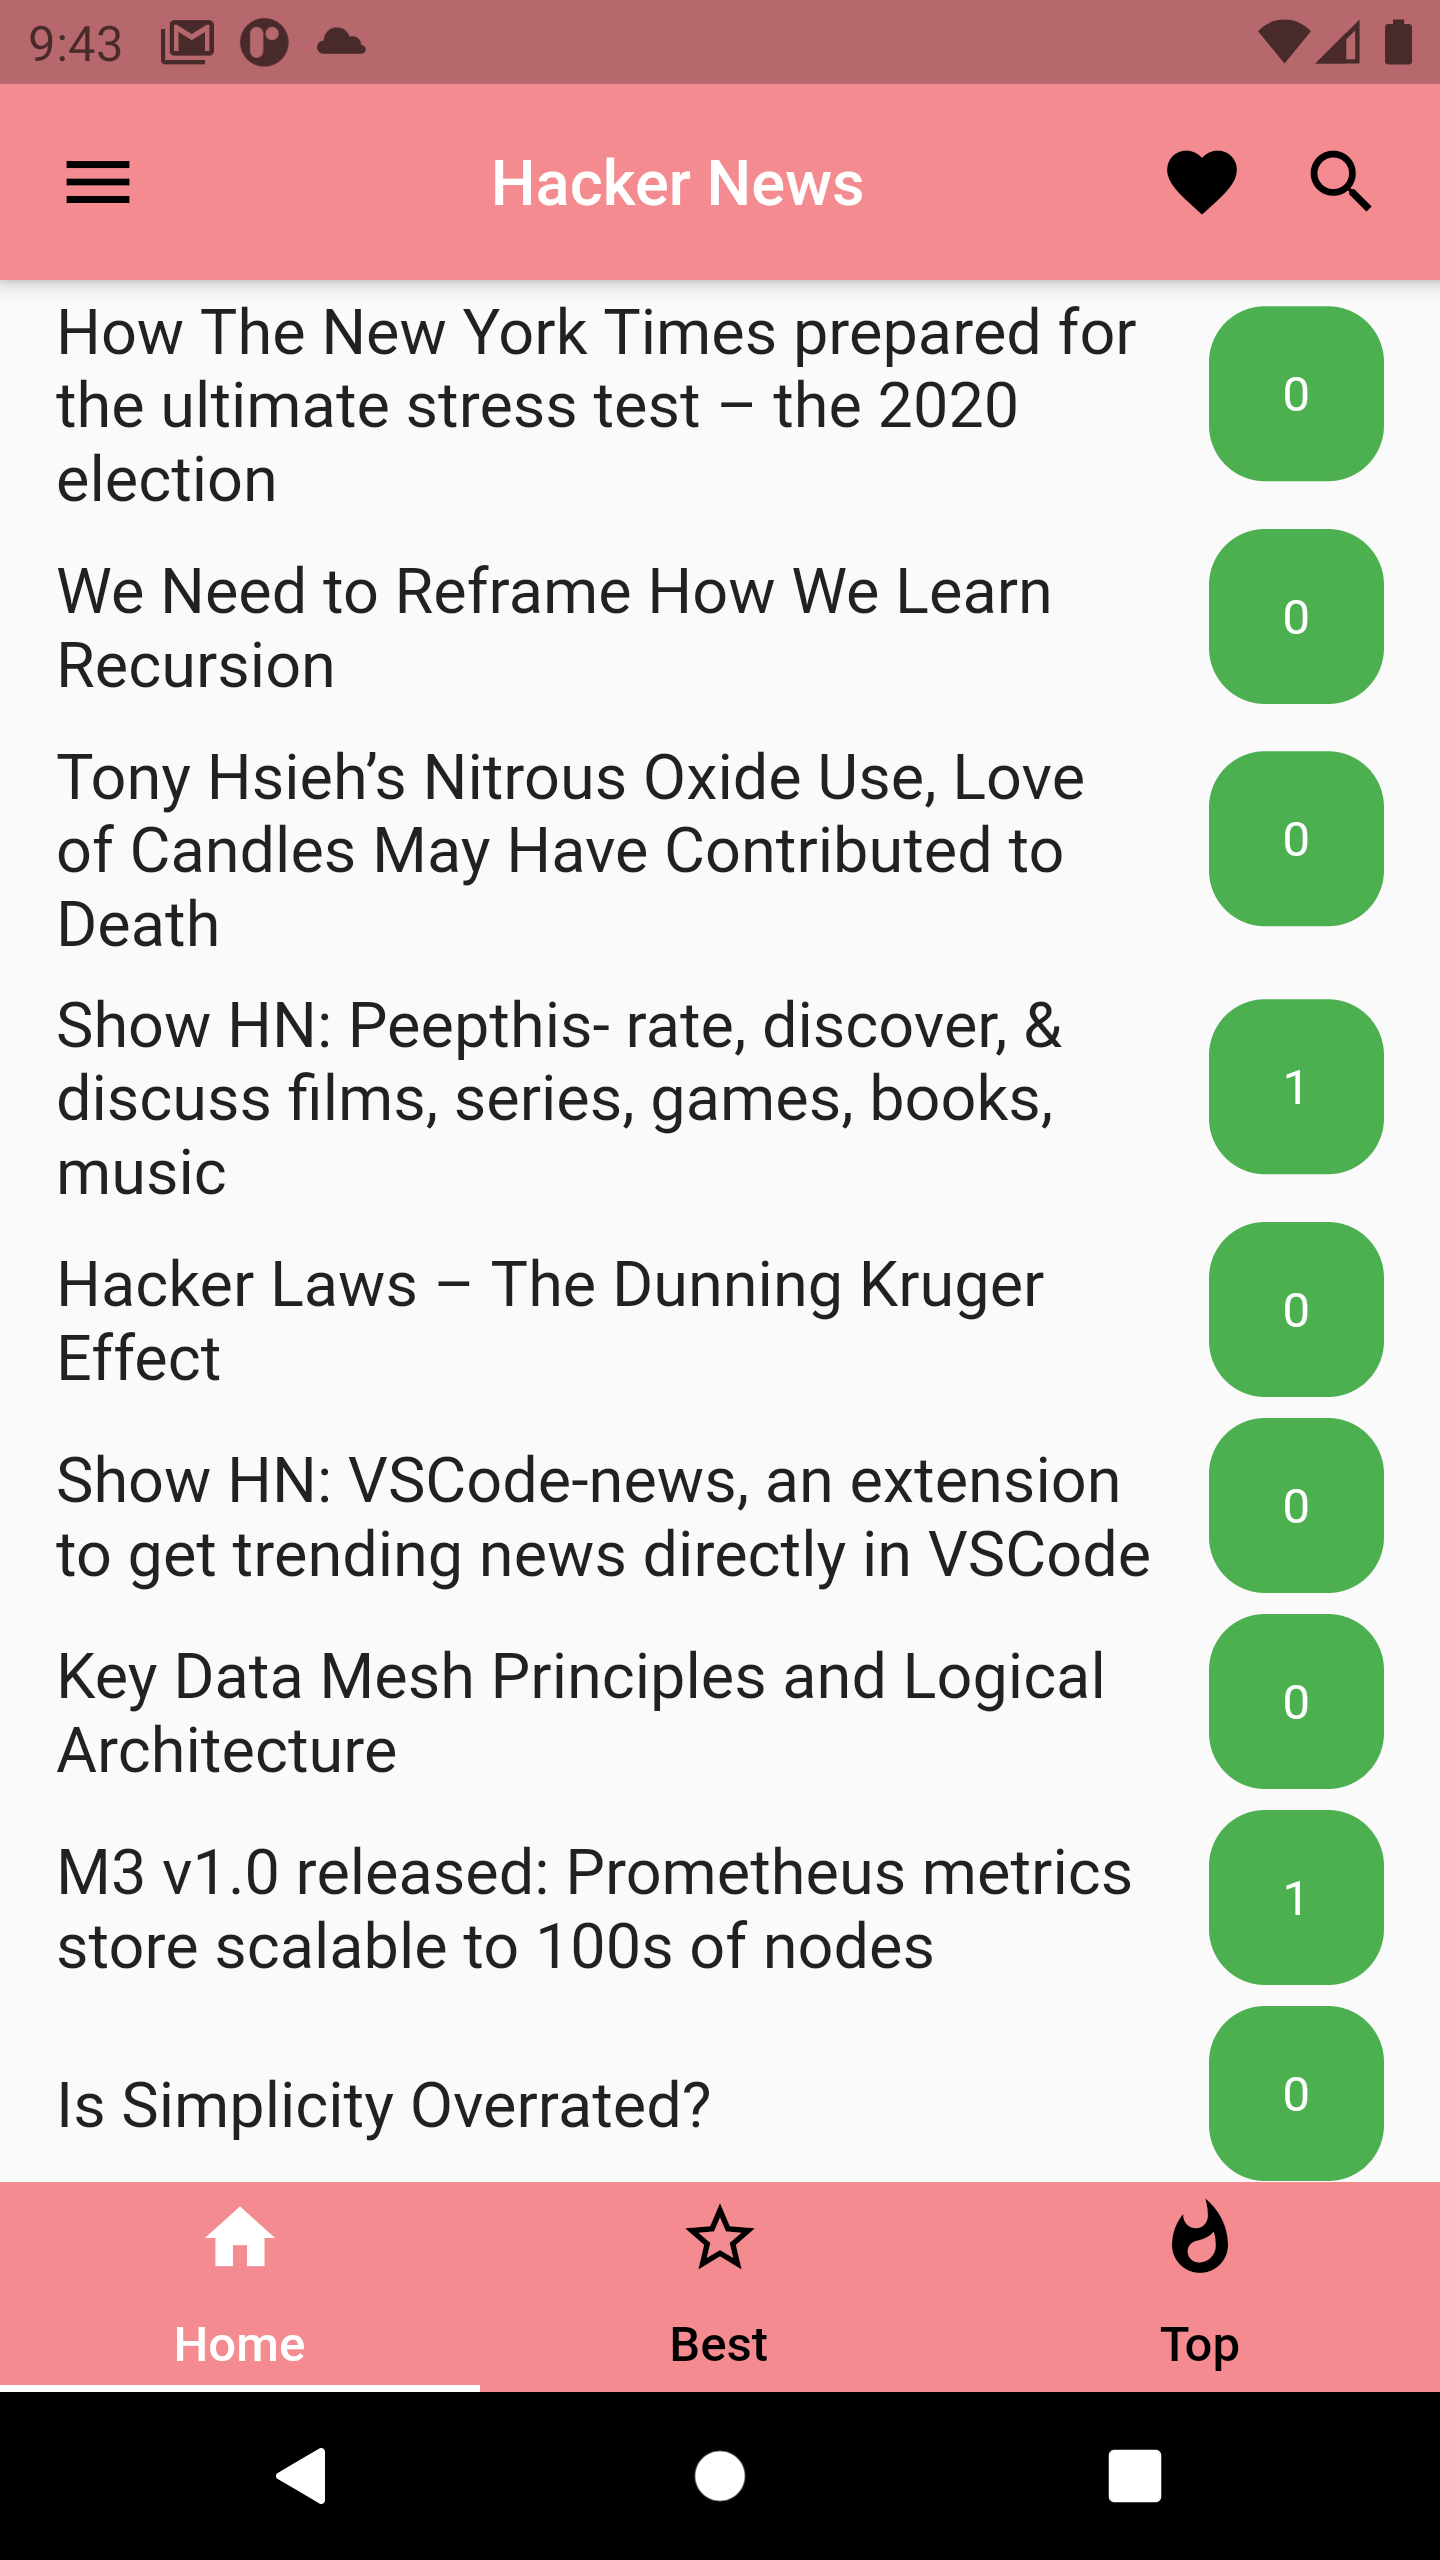 9:43
Hacker News
How The New York Times prepared for
the ultimate stress test – the 2020
election
0
We Need to Reframe How We Learn
Recursion
0
Tony Hsieh’s Nitrous Oxide Use, Love
of Candles May Have Contributed to
Death
0
Show HN: Peepthis- rate, discover, &
discuss films, series, games, books,
music
1
Hacker Laws – The Dunning Kruger
Effect
0
Show HN: VSCode-news, an extension
to get trending news directly in VSCode
0
Key Data Mesh Principles and Logical
Architecture
0
M3 v1.0 released: Prometheus metrics
store scalable to 100s of nodes
1
Is Simplicity Overrated?
0
Home
Best
Top